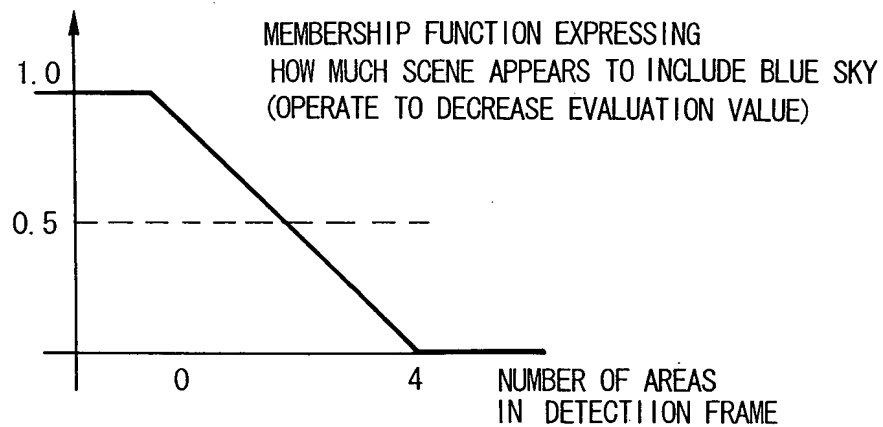 MEMBERSHIP FUNCTION EXPRESSING
HOW MUCH SCENE APPEARS TO INCLUDE BLUE SKY
(OPERATE TO DECREASE EVALUATION VALUE)
1.0
0.5
0
4
NUMBER OF AREAS
IN DETECTIION FRAME